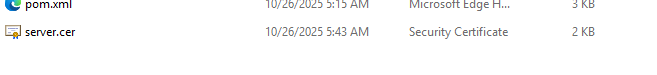 pom.xml 10/26/2025 5:15 AM Microsoft Edge H... 3 KB
server.cer 10/26/2025 5:43 AM Security Certificate 2 KB